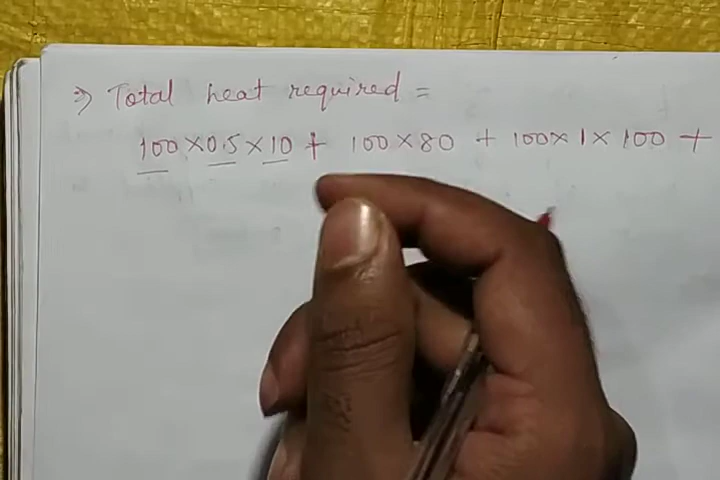 ⇒ Total heat required =
100 × 0.5 × 10 + 100 × 80 + 100 × 1 × 100 +